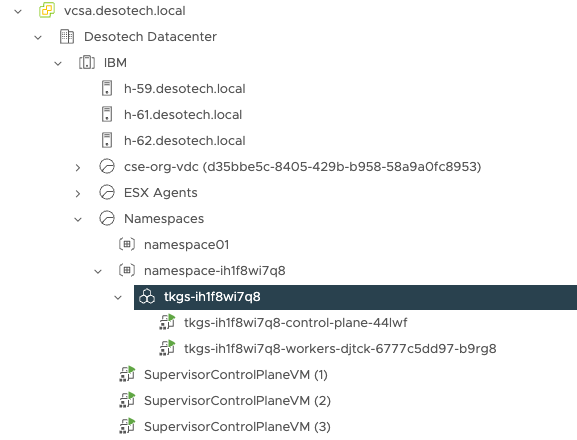 vcsa.desotech.local
Desotech Datacenter
IBM
h-59.desotech.local
h-61.desotech.local
h-62.desotech.local
cse-org-vdc (d35bbe5c-8405-429b-b958-58a9a0fc8953)
ESX Agents
Namespaces
namespace01
namespace-ih1f8wi7q8
tkgs-ih1f8wi7q8
tkgs-ih1f8wi7q8-control-plane-44lwf
tkgs-ih1f8wi7q8-workers-djtck-6777c5dd97-b9rg8
SupervisorControlPlaneVM (1)
SupervisorControlPlaneVM (2)
SupervisorControlPlaneVM (3)